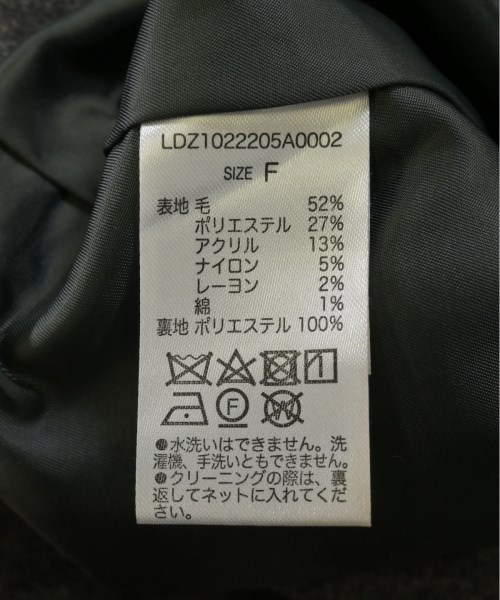 LDZ1022205A0002
SIZE F
表地 毛 52%
ポリエステル 27%
アクリル 13%
ナイロン 5%
レーヨン 2%
綿 1%
裏地 ポリエステル 100%
F W
●水洗いはできません。洗
濯機、手洗いともできません。
●クリーニングの際は、裏
返してネットに入れてくだ
さい。